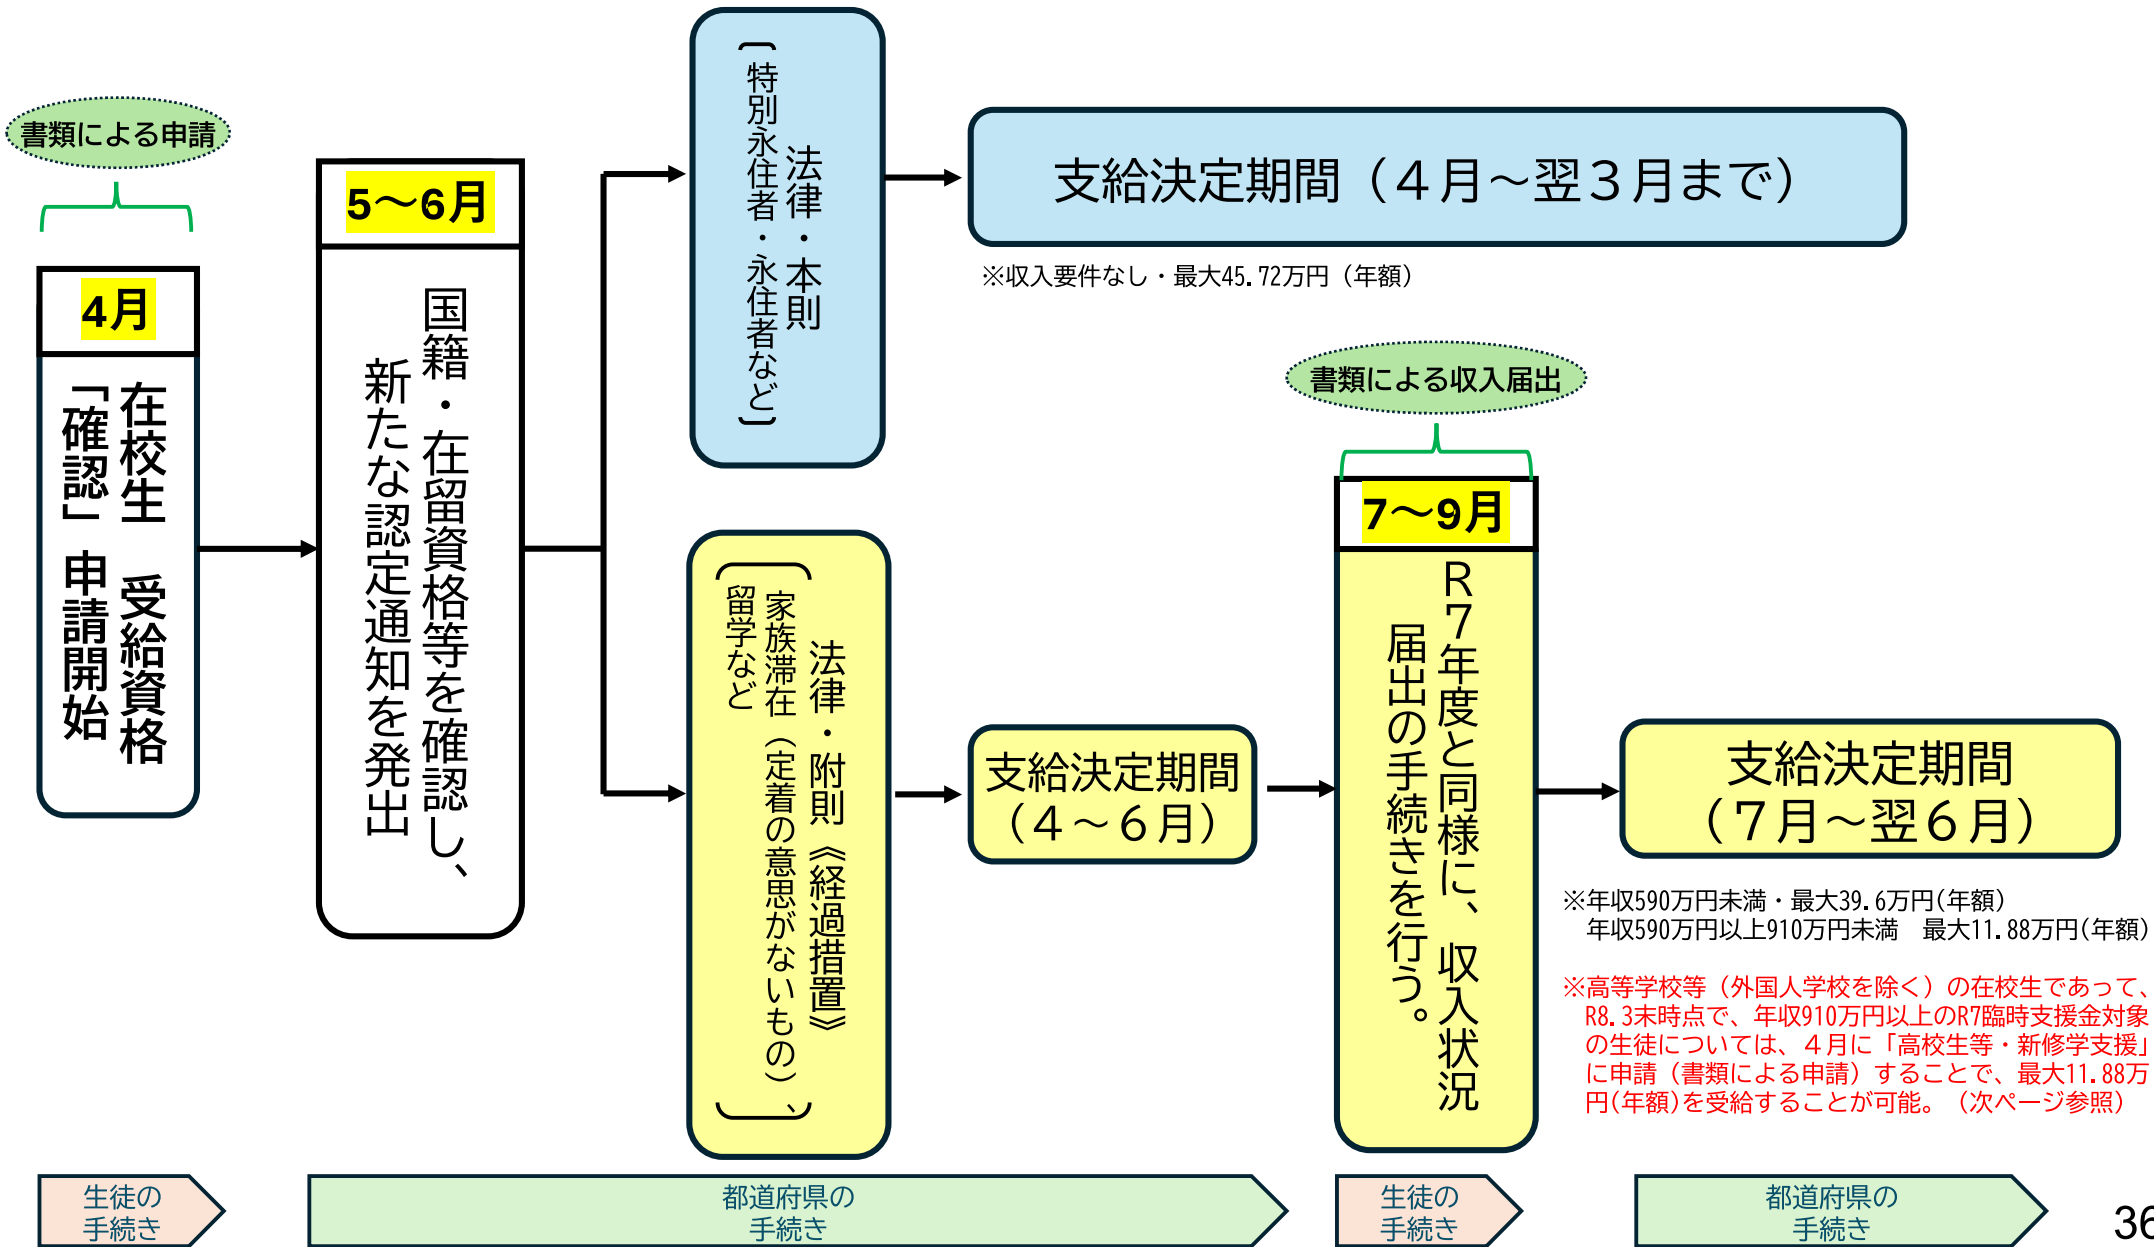 書類による申請
4月
在校生　受給資格
「確認」申請開始
5～6月
国籍・在留資格等を確認し、
新たな認定通知を発出
法律・本則
〔特別永住者・永住者など〕
支給決定期間（４月～翌３月まで）
※収入要件なし・最大45.72万円（年額）
法律・附則《経過措置》
家族滞在（定着の意思がないもの）、
留学など
支給決定期間
（４～６月）
書類による収入届出
7～9月
Ｒ７年度と同様に、収入状況
届出の手続きを行う。
支給決定期間
（７月～翌６月）
※年収590万円未満・最大39.6万円(年額)
年収590万円以上910万円未満　最大11.88万円(年額)
※高等学校等（外国人学校を除く）の在校生であって、
R8.3末時点で、年収910万円以上のR7臨時支援金対象
の生徒については、４月に「高校生等・新修学支援」
に申請（書類による申請）することで、最大11.88万
円(年額)を受給することが可能。（次ページ参照）
生徒の
手続き
都道府県の
手続き
生徒の
手続き
都道府県の
手続き
36